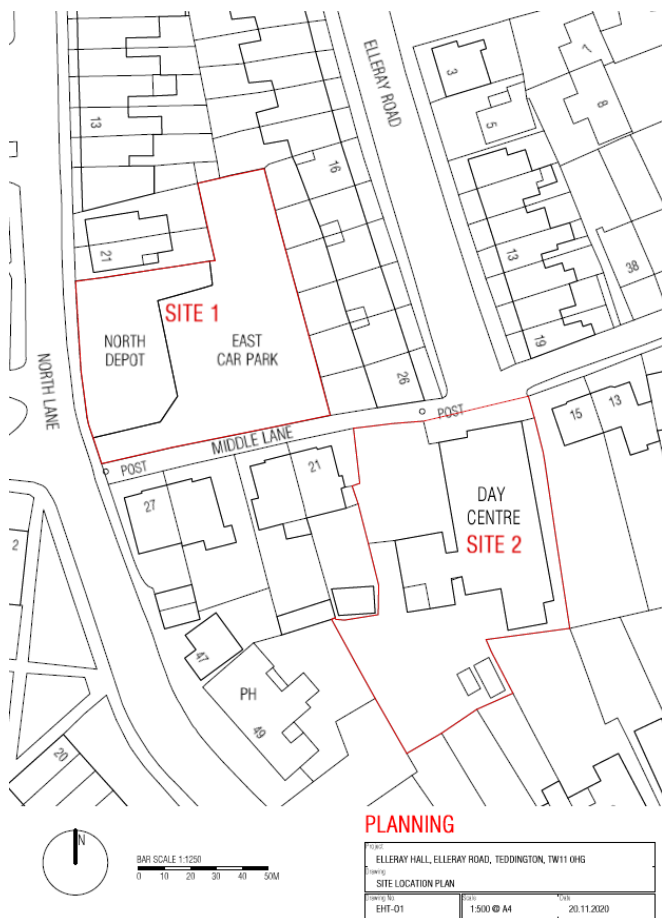 ELLERAY ROAD
3
5
7
8
13
16
13
21
38
SITE 1
NORTH
DEPOT
EAST
CAR PARK
19
NORTH LANE
26
POST
15
13
MIDDLE LANE
POST
21
27
DAY
CENTRE
SITE 2
2
47
PH
49
20
N
BAR SCALE 1:1250
0 10 20 30 40 50M
PLANNING
Project
ELLERAY HALL, ELLERAY ROAD, TEDDINGTON, TW11 0HG
Drawing
SITE LOCATION PLAN
Drawing No. Scale Date
EHT-01 1:500 @ A4 20.11.2020